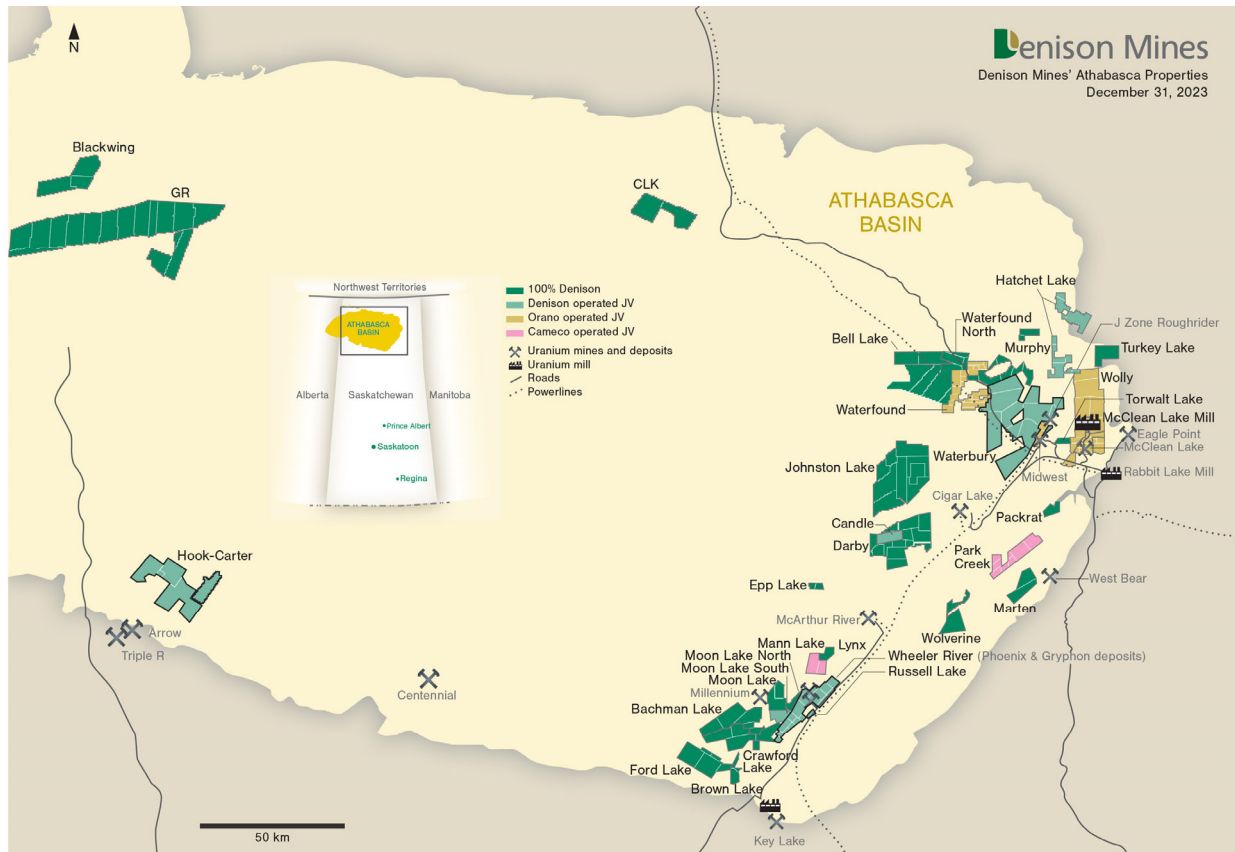 N
Denison Mines
Denison Mines' Athabasca Properties
December 31, 2023
Blackwing
GR
CLK
ATHABASCA
BASIN
Northwest Territories
ATHABASCA
BASIN
Alberta
Saskatchewan
Manitoba
Prince Albert
Saskatoon
Regina
100% Denison
Denison operated JV
Orano operated JV
Cameco operated JV
Uranium mines and deposits
Uranium mill
Roads
Powerlines
Hatchet Lake
J Zone Roughrider
Waterfound
North
Bell Lake
Murphy
Turkey Lake
Wolly
Waterfound
Torwalt Lake
McClean Lake Mill
Eagle Point
McClean Lake
Waterbury
Midwest
Rabbit Lake Mill
Johnston Lake
Cigar Lake
Packrat
Candle
Darby
Park
Creek
Hook-Carter
West Bear
Epp Lake
Marten
McArthur River
Wolverine
Arrow
Triple R
Mann Lake
Lynx
Moon Lake North
Wheeler River (Phoenix & Gryphon deposits)
Moon Lake South
Russell Lake
Moon Lake
Millennium
Centennial
Bachman Lake
Crawford
Lake
Ford Lake
Brown Lake
50 km
Key Lake